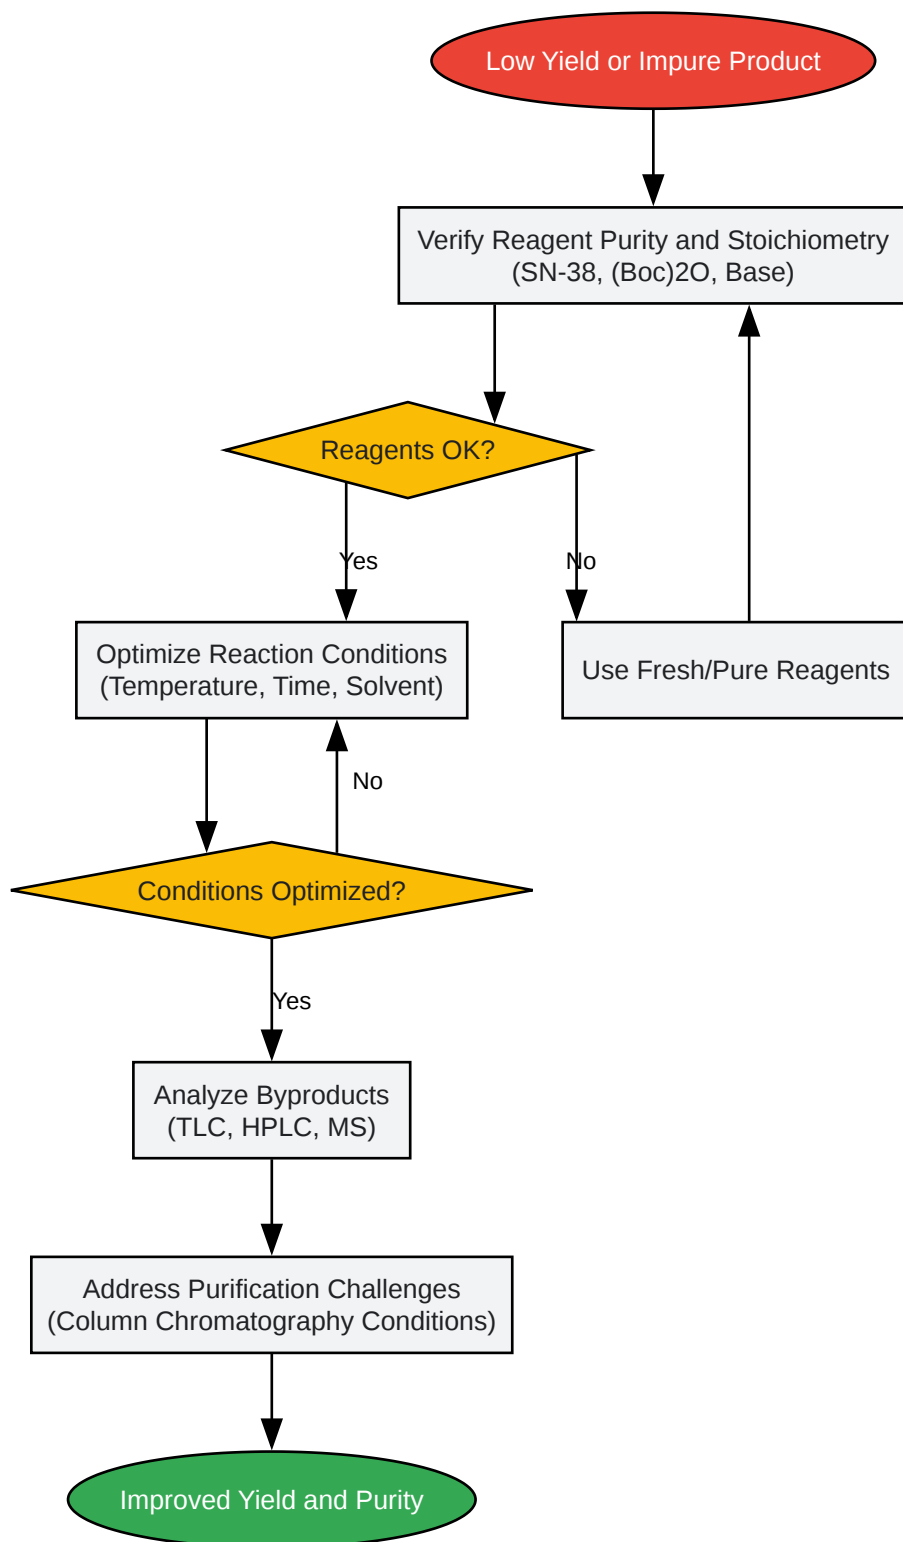 Low Yield or Impure Product
Verify Reagent Purity and Stoichiometry
(SN-38, (Boc)2O, Base)
Reagents OK?
Yes
No
Optimize Reaction Conditions
(Temperature, Time, Solvent)
Use Fresh/Pure Reagents
No
Conditions Optimized?
Yes
Analyze Byproducts
(TLC, HPLC, MS)
Address Purification Challenges
(Column Chromatography Conditions)
Improved Yield and Purity